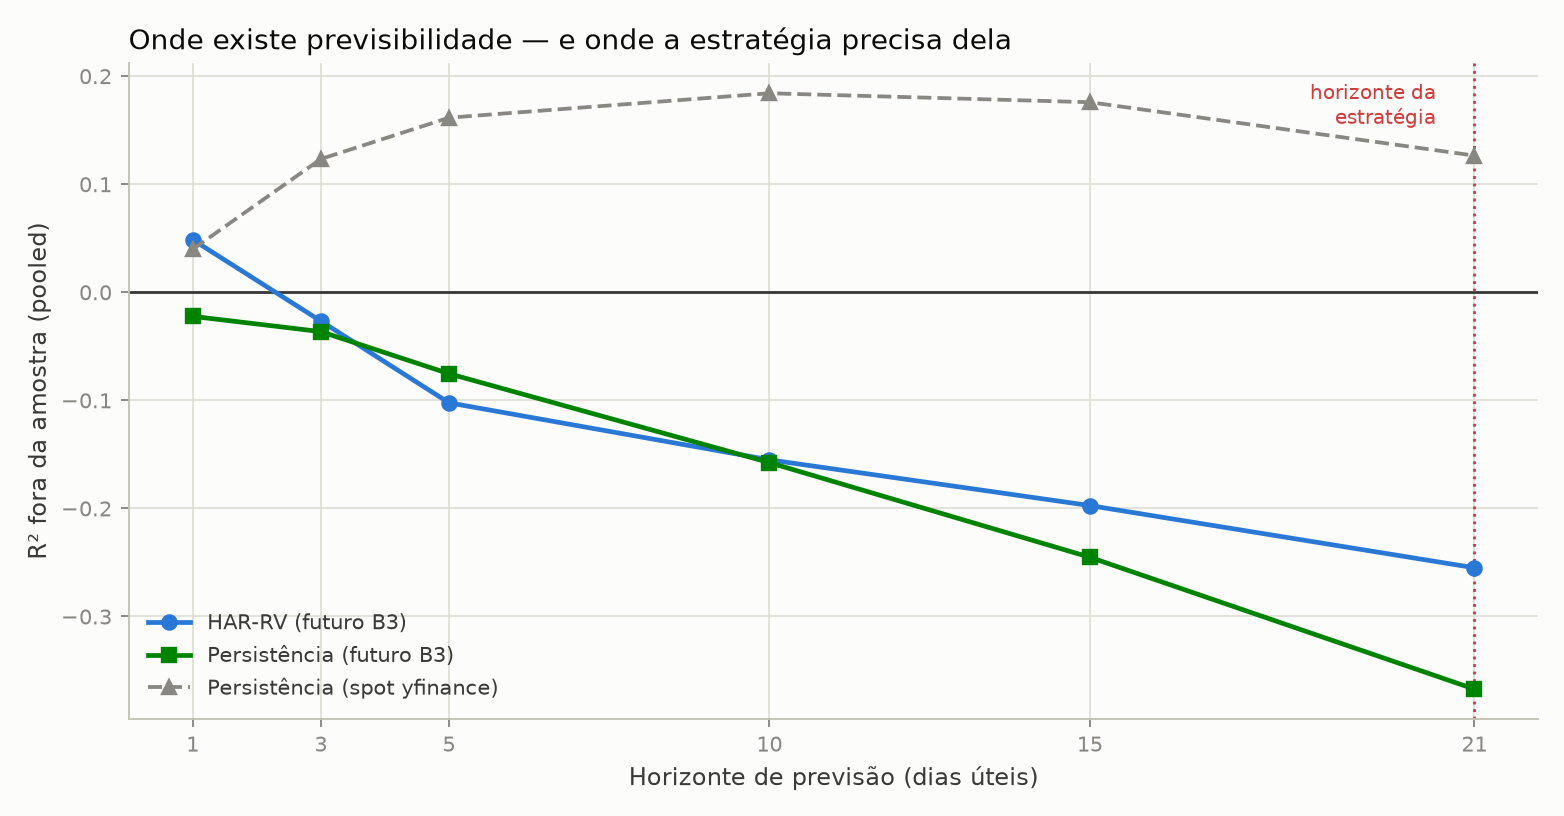 Onde existe previsibilidade — e onde a estratégia precisa dela
0.2
0.1
0.0
−0.1
−0.2
−0.3
R² fora da amostra (pooled)
horizonte da
estratégia
HAR-RV (futuro B3)
Persistência (futuro B3)
Persistência (spot yfinance)
1
3
5
10
15
21
Horizonte de previsão (dias úteis)